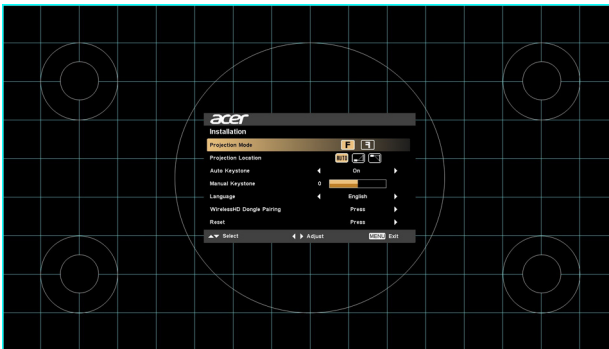 acer
Installation
Projection Mode F F
Projection Location AUTO
Auto Keystone On
Manual Keystone 0
Language English
WirelessHD Dongle Pairing Press
Reset Press
Select Adjust MENU Exit